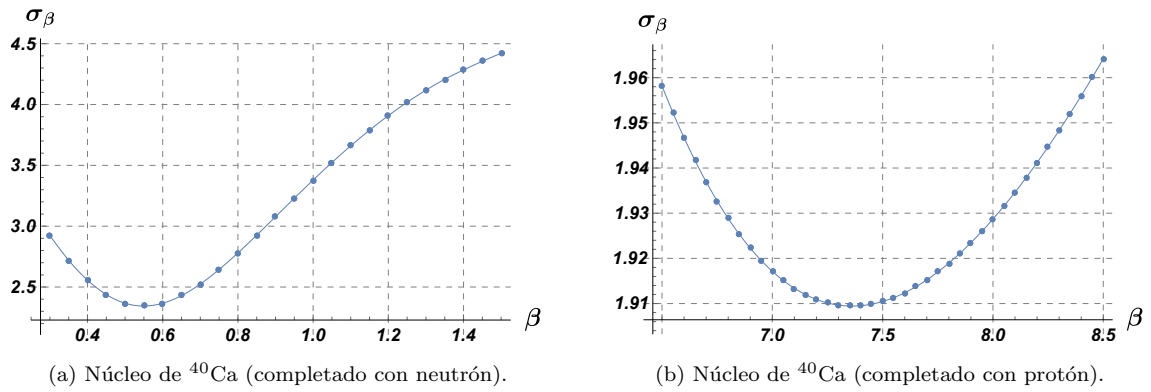 σβ
4.5
4.0
3.5
3.0
2.5
0.4 0.6 0.8 1.0 1.2 1.4
β
(a) Núcleo de ⁴⁰Ca (completado con neutrón).
σβ
1.96
1.95
1.94
1.93
1.92
1.91
7.0 7.5 8.0 8.5
β
(b) Núcleo de ⁴⁰Ca (completado con protón).